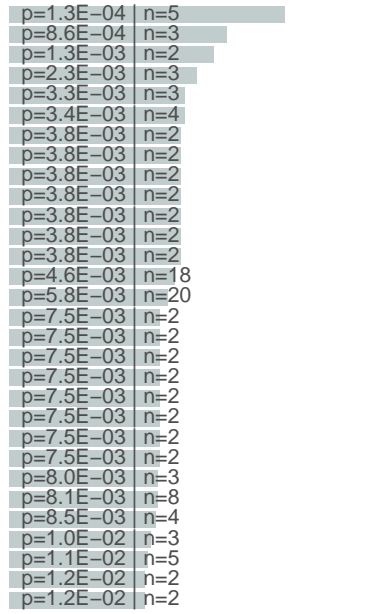 p=1.3E−04 | n=5
p=8.6E−04 | n=3
p=1.3E−03 | n=2
p=2.3E−03 | n=3
p=3.3E−03 | n=3
p=3.4E−03 | n=4
p=3.8E−03 | n=2
p=3.8E−03 | n=2
p=3.8E−03 | n=2
p=3.8E−03 | n=2
p=3.8E−03 | n=2
p=3.8E−03 | n=2
p=3.8E−03 | n=2
p=4.6E−03 | n=18
p=5.8E−03 | n=20
p=7.5E−03 | n=2
p=7.5E−03 | n=2
p=7.5E−03 | n=2
p=7.5E−03 | n=2
p=7.5E−03 | n=2
p=7.5E−03 | n=2
p=7.5E−03 | n=2
p=7.5E−03 | n=2
p=8.0E−03 | n=3
p=8.1E−03 | n=8
p=8.5E−03 | n=4
p=1.0E−02 | n=3
p=1.1E−02 | n=5
p=1.2E−02 | n=2
p=1.2E−02 | n=2